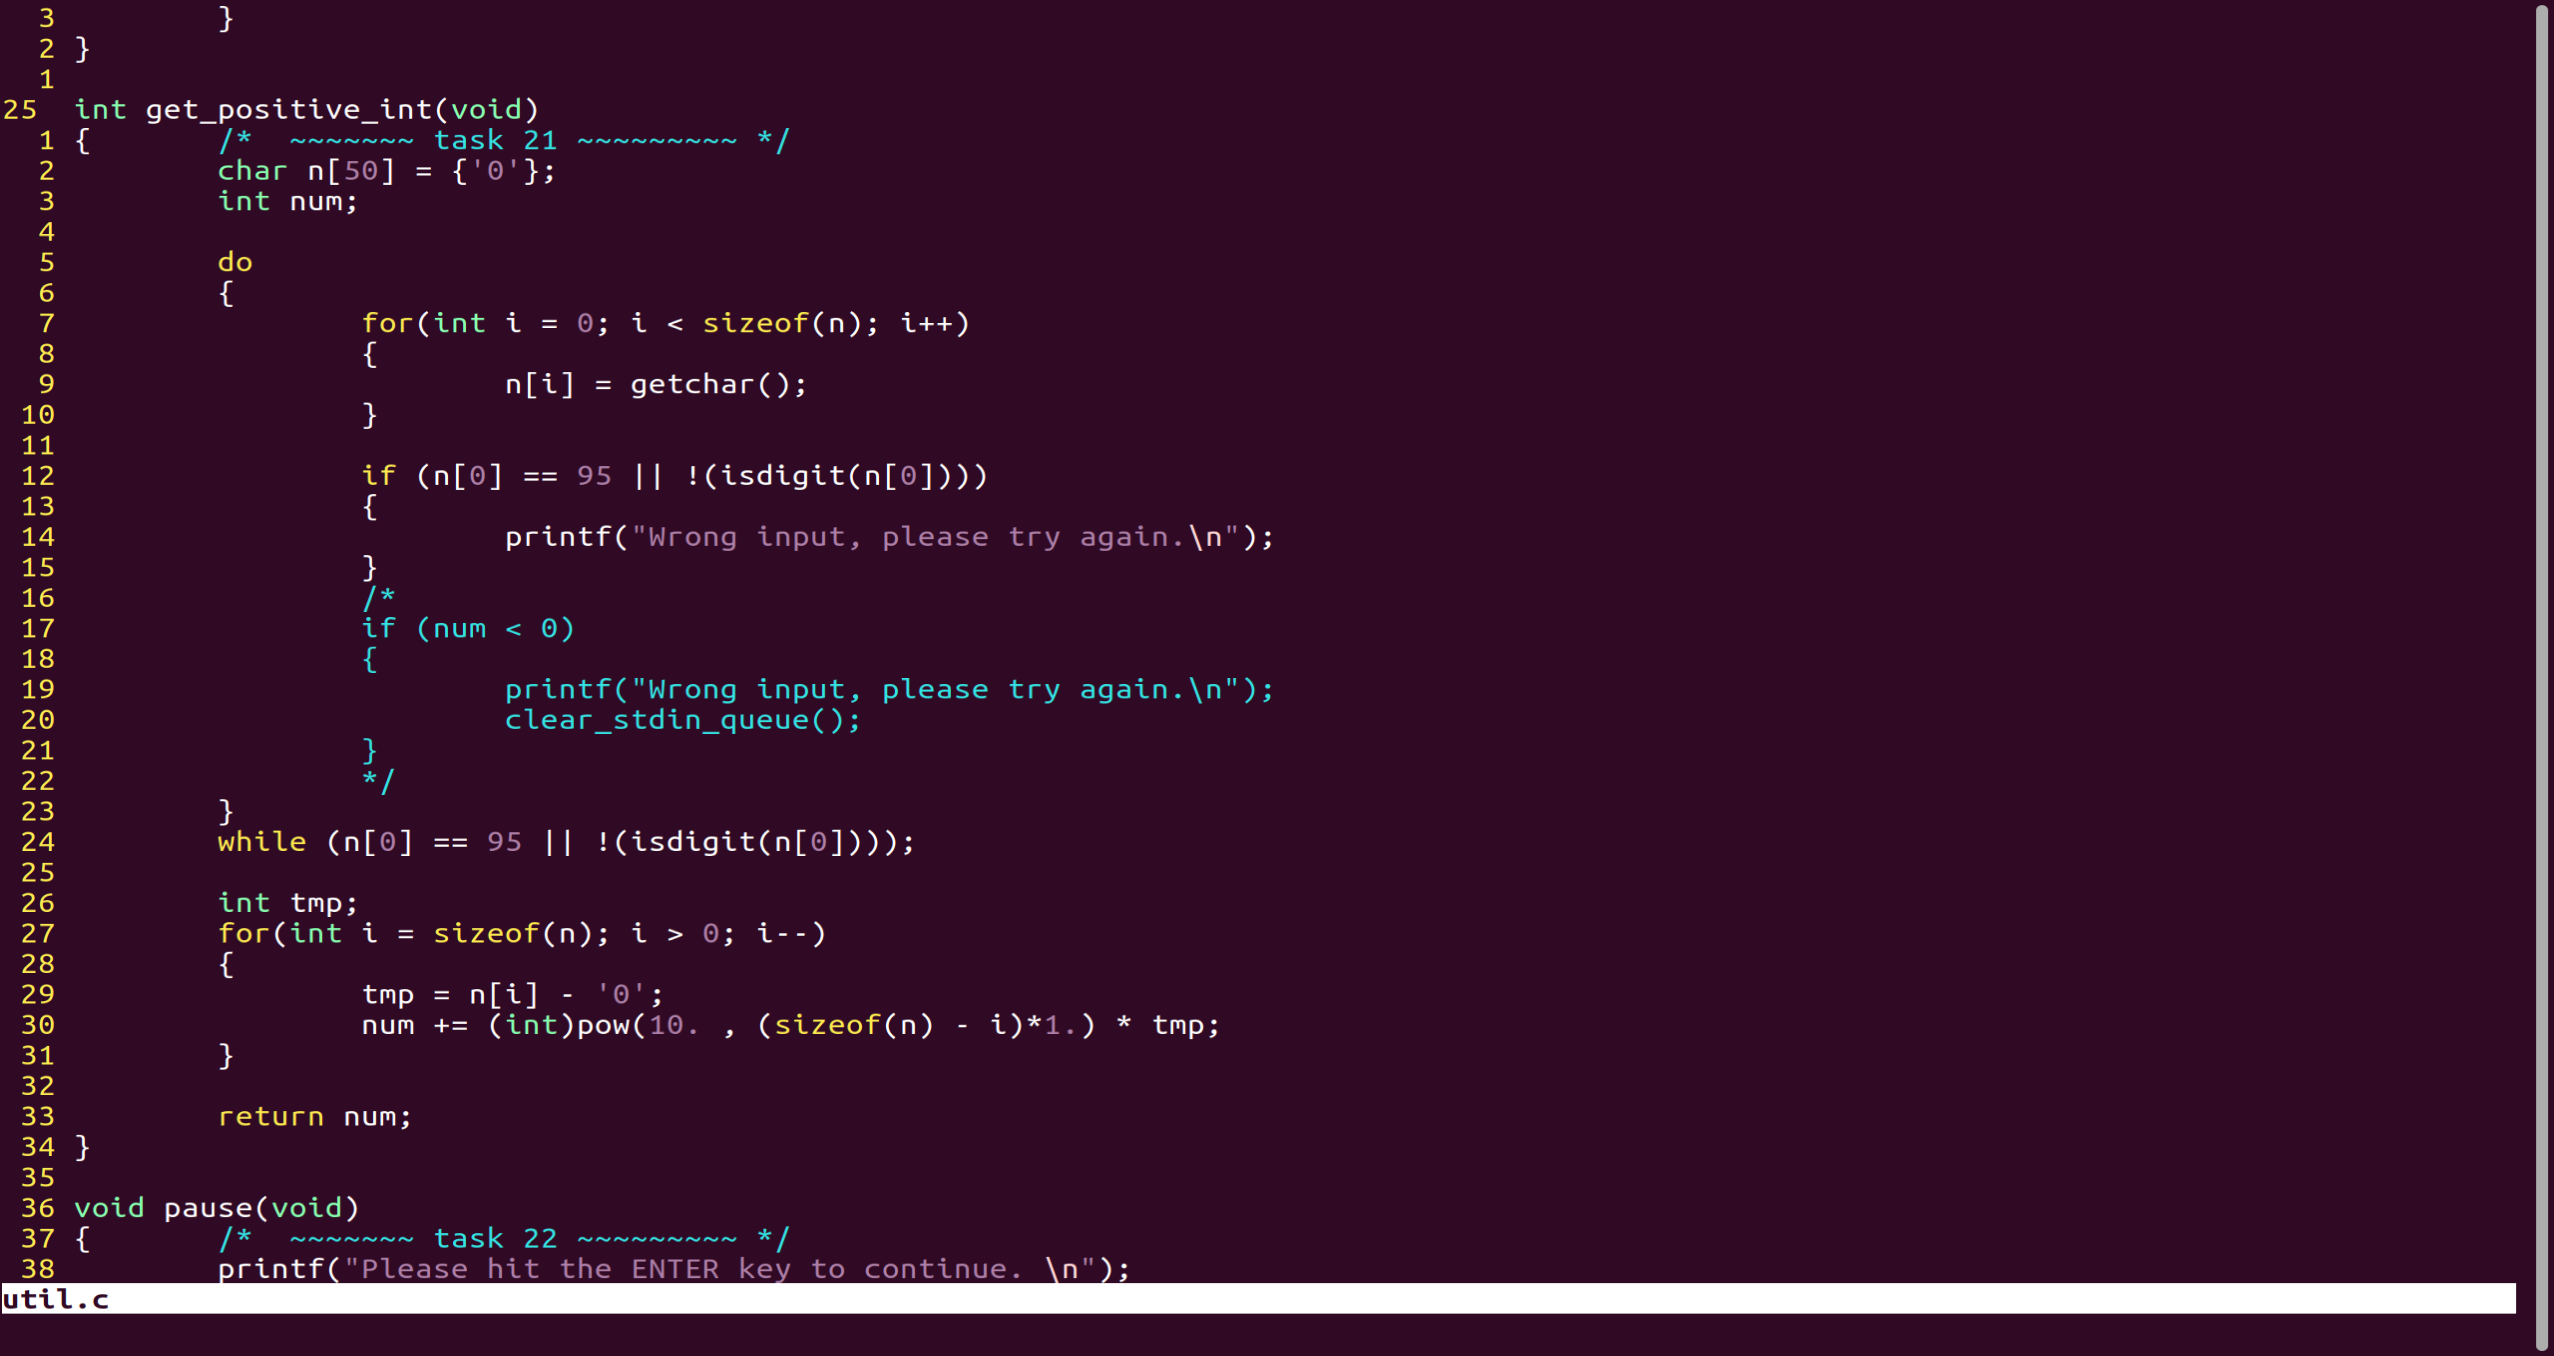 3         }
2 }
1
25  int get_positive_int(void)
1 {       /*  ~~~~~~~ task 21 ~~~~~~~~~ */
2         char n[50] = {'0'};
3         int num;
4
5         do
6         {
7                 for(int i = 0; i < sizeof(n); i++)
8                 {
9                         n[i] = getchar();
10                 }
11
12                 if (n[0] == 95 || !(isdigit(n[0])))
13                 {
14                         printf("Wrong input, please try again.\n");
15                 }
16                 /*
17                 if (num < 0)
18                 {
19                         printf("Wrong input, please try again.\n");
20                         clear_stdin_queue();
21                 }
22                 */
23         }
24         while (n[0] == 95 || !(isdigit(n[0])));
25
26         int tmp;
27         for(int i = sizeof(n); i > 0; i--)
28         {
29                 tmp = n[i] - '0';
30                 num += (int)pow(10. , (sizeof(n) - i)*1.) * tmp;
31         }
32
33         return num;
34 }
35
36 void pause(void)
37 {       /*  ~~~~~~~ task 22 ~~~~~~~~~ */
38         printf("Please hit the ENTER key to continue. \n");
util.c